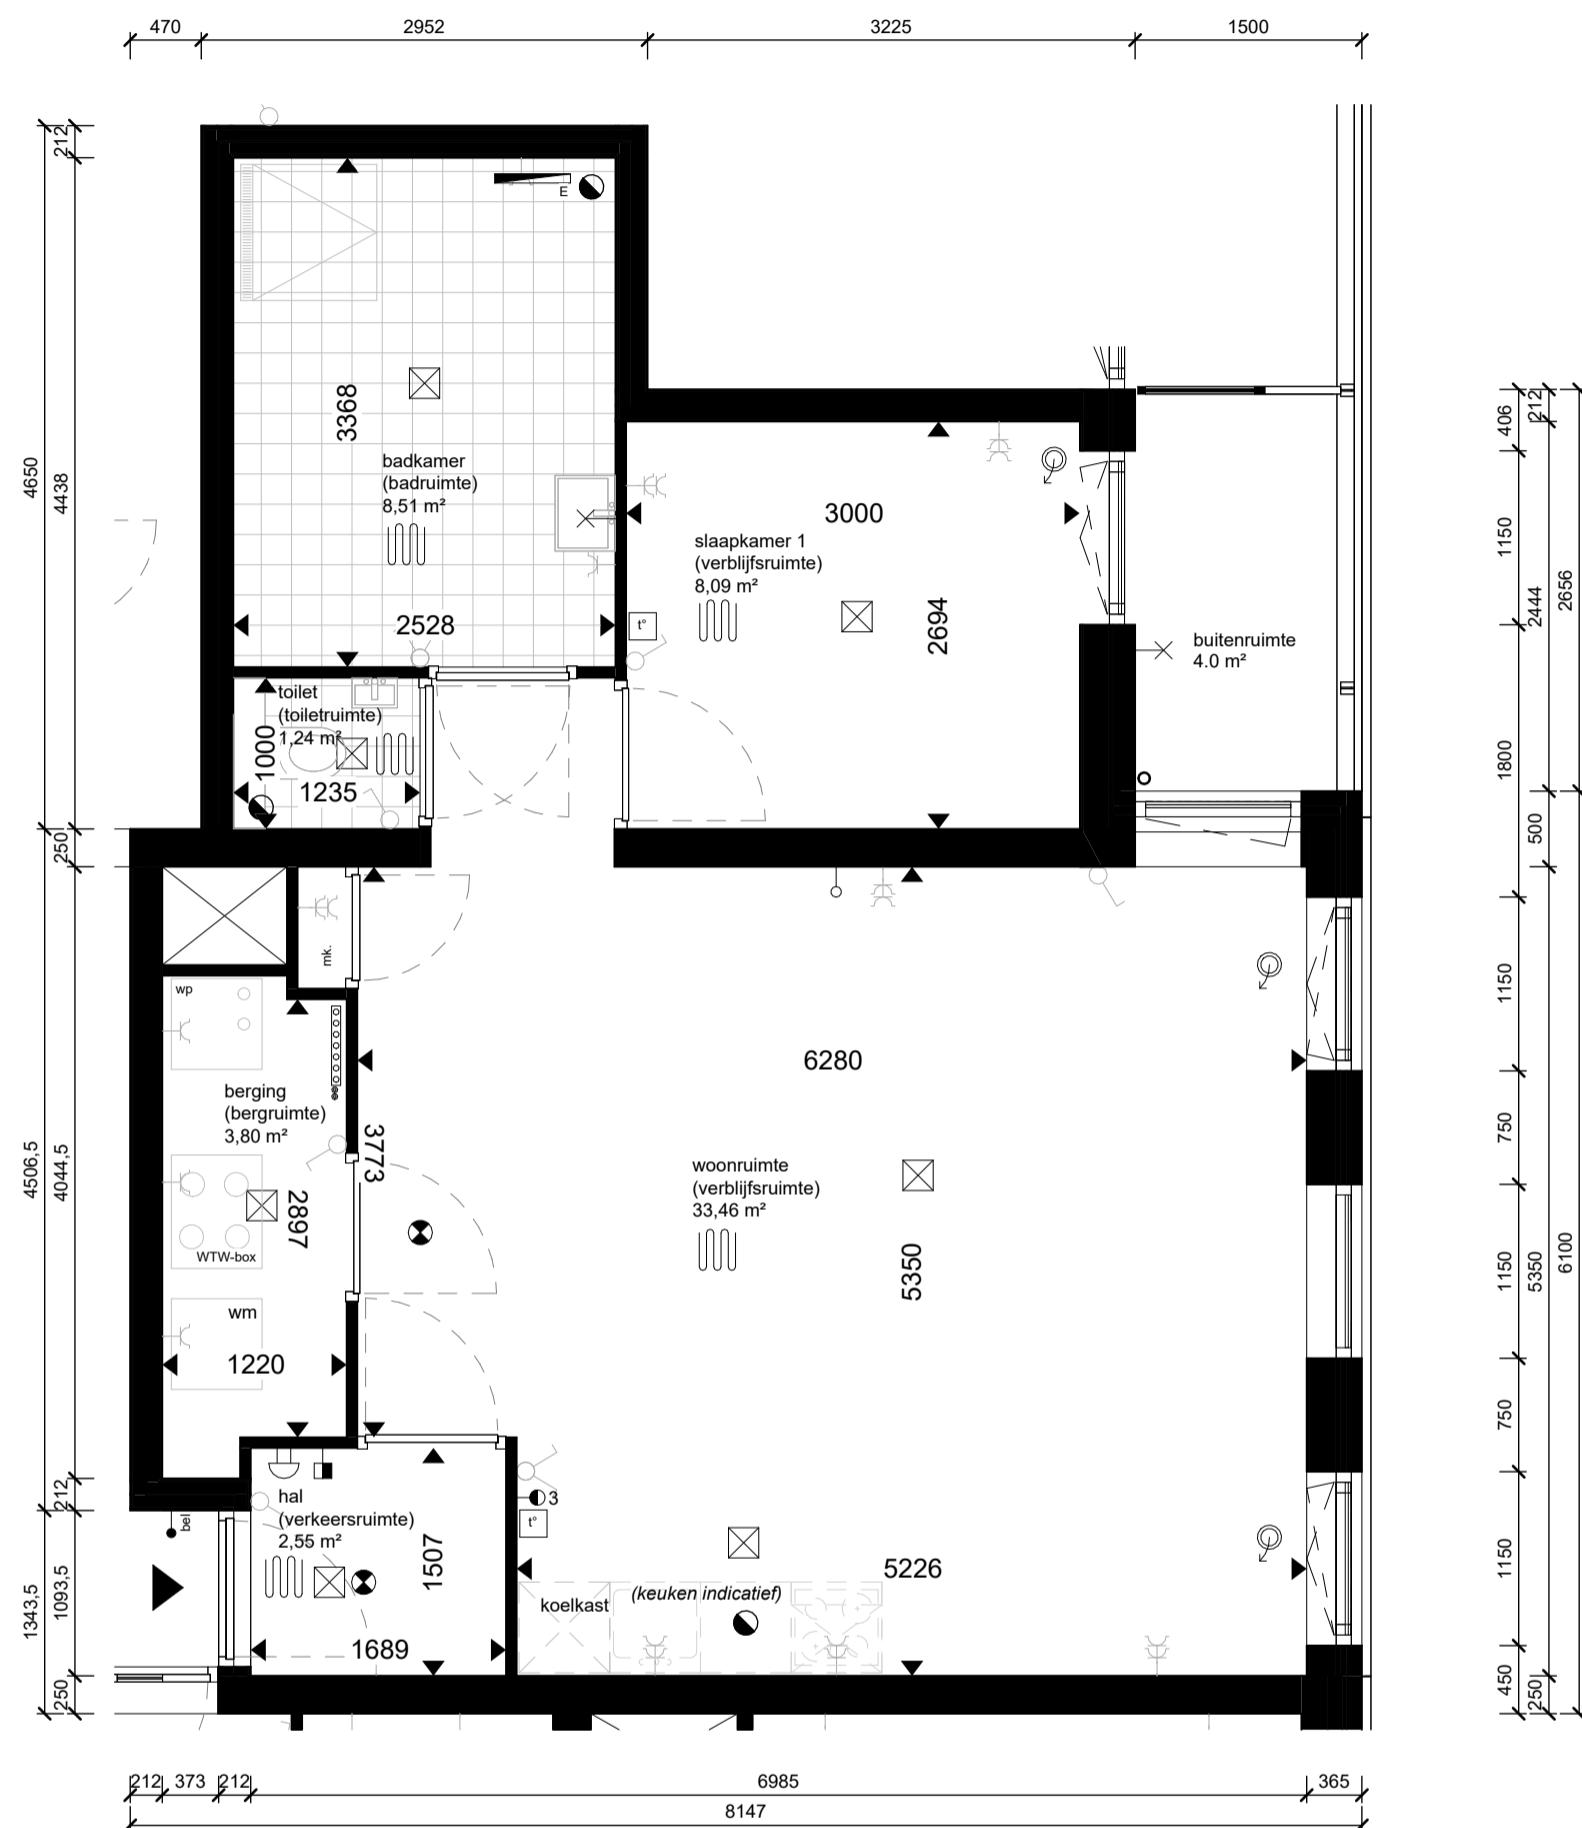 470
2952
3225
1500
212
4650
4438
250
4506,5
4044,5
212
1343,5
1093,5
250
E
3368
badkamer
(badruimte)
8,51 m²
2528
t°
slaapkamer 1
(verblijfsruimte)
8,09 m²
3000
2694
buitenruimte
4.0 m²
toilet
(toiletruimte)
1,24 m²
1000
1235
mk.
wp
berging
(bergruimte)
3,80 m²
3773
2897
WTW-box
wm
1220
6280
woonruimte
(verblijfsruimte)
33,46 m²
5350
bel
hal
(verkeersruimte)
2,55 m²
1507
1689
3
t°
5226
koelkast
(keuken indicatief)
406
212
1150
2444
2656
1800
500
1150
750
1150
5350
6100
750
1150
450
250
212
373
212
6985
365
8147